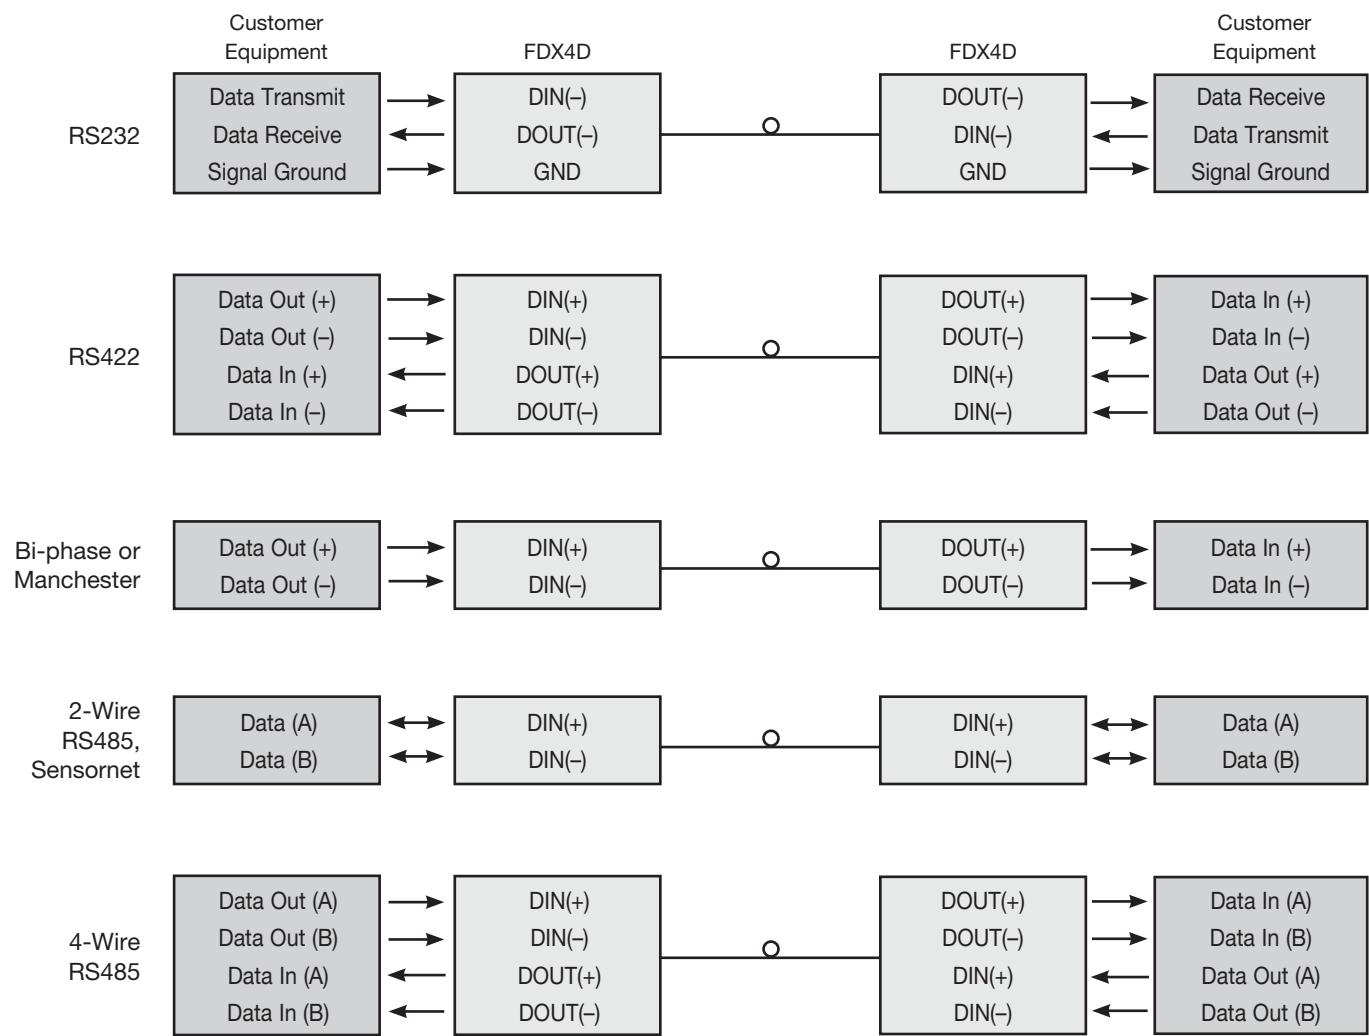 Customer
Equipment
FDX4D
FDX4D
Customer
Equipment
RS232
Data Transmit
Data Receive
Signal Ground
DIN(–)
DOUT(–)
GND
DOUT(–)
DIN(–)
GND
Data Receive
Data Transmit
Signal Ground
RS422
Data Out (+)
Data Out (–)
Data In (+)
Data In (–)
DIN(+)
DIN(–)
DOUT(+)
DOUT(–)
DOUT(+)
DOUT(–)
DIN(+)
DIN(–)
Data In (+)
Data In (–)
Data Out (+)
Data Out (–)
Bi-phase or
Manchester
Data Out (+)
Data Out (–)
DIN(+)
DIN(–)
DOUT(+)
DOUT(–)
Data In (+)
Data In (–)
2-Wire
RS485,
Sensornet
Data (A)
Data (B)
DIN(+)
DIN(–)
DIN(+)
DIN(–)
Data (A)
Data (B)
4-Wire
RS485
Data Out (A)
Data Out (B)
Data In (A)
Data In (B)
DIN(+)
DIN(–)
DOUT(+)
DOUT(–)
DOUT(+)
DOUT(–)
DIN(+)
DIN(–)
Data In (A)
Data In (B)
Data Out (A)
Data Out (B)